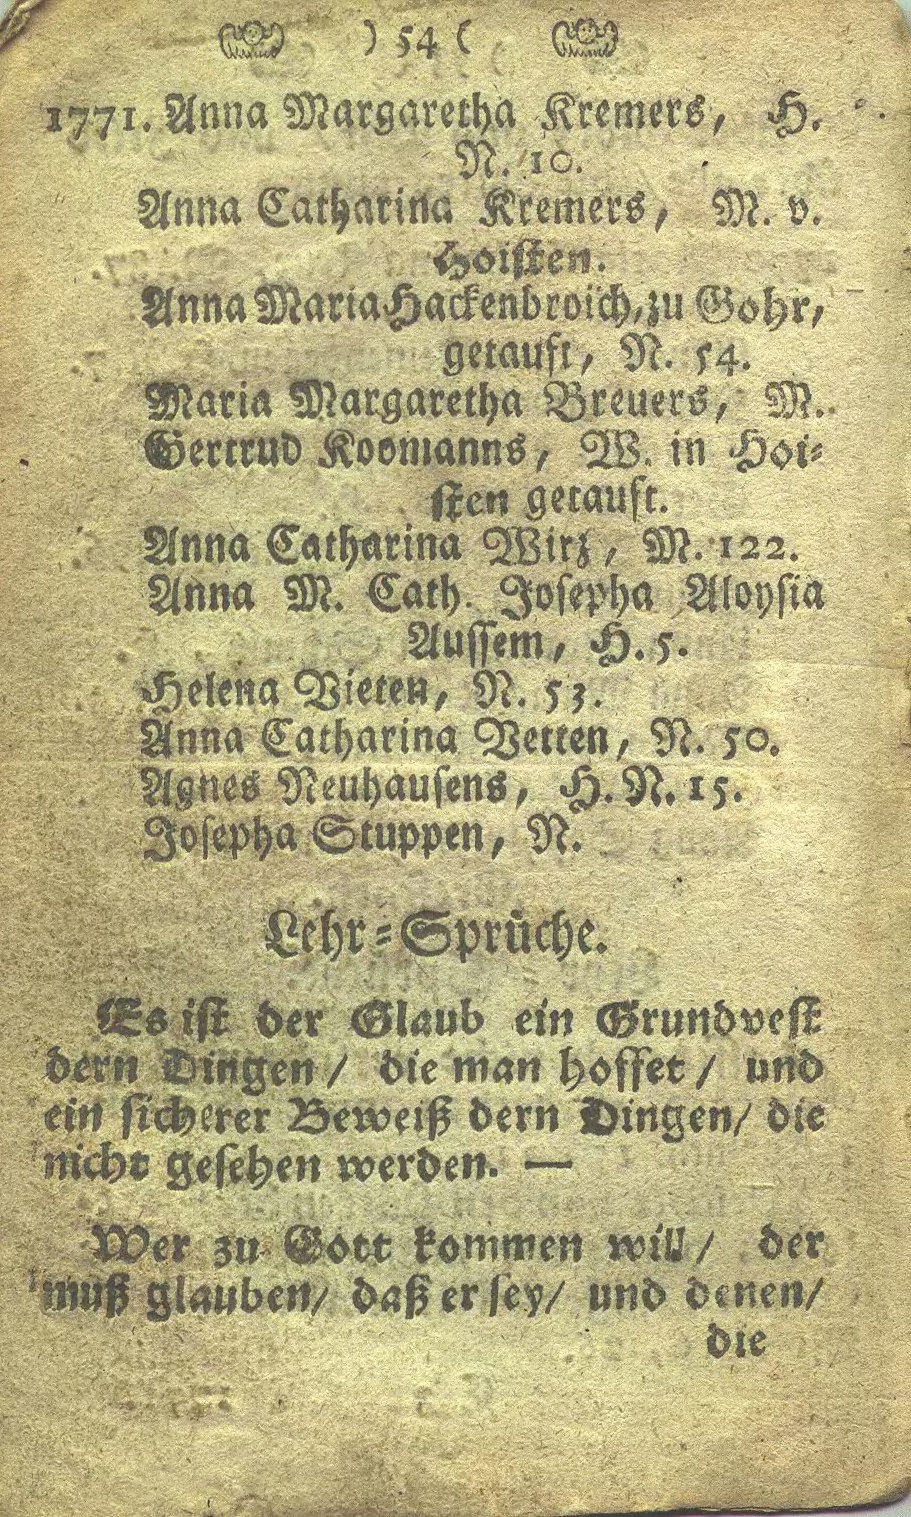 ) 54 (
1771. Anna Margaretha Kremers, H.
N. 10.
Anna Catharina Kremers, M. v.
Hoisten.
Anna Maria Hackenbroich, zu Gohr,
getauft, N. 54.
Maria Margaretha Breuers, M.
Gertrud Koomanns, W. in Hoi⸗
sten getauft.
Anna Catharina Wirz, M. 122.
Anna M. Cath. Josepha Aloysia
Aussem, H. 5.
Helena Vieten, N. 53.
Anna Catharina Vetten, N. 50.
Agnes Neuhausens, H. N. 15.
Josepha Stuppen, N.
Lehr⸗Sprüche.
Es ist der Glaub ein Grundvest
dern Dingen / die man hoffet / und
ein sicherer Beweiß dern Dingen/ die
nicht gesehen werden. —
Wer zu Gott kommen will / der
muß glauben/ daß er sey/ und denen/
die